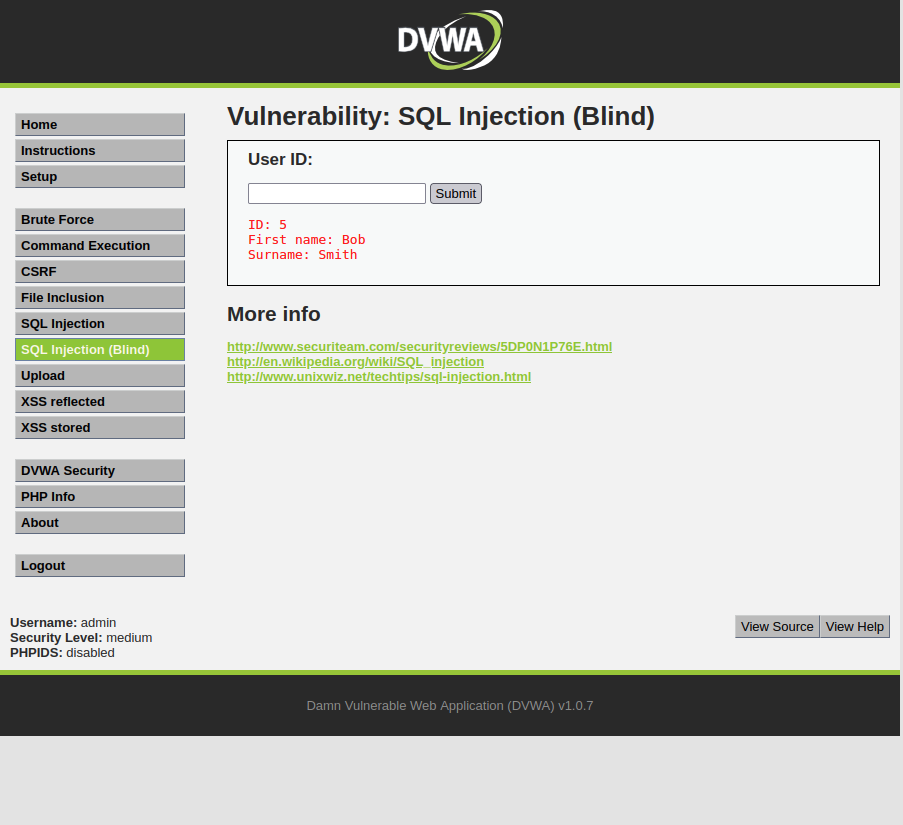 DVWA
Home
Instructions
Setup
Brute Force
Command Execution
CSRF
File Inclusion
SQL Injection
SQL Injection (Blind)
Upload
XSS reflected
XSS stored
DVWA Security
PHP Info
About
Logout
Vulnerability: SQL Injection (Blind)
User ID:
Submit
ID: 5
First name: Bob
Surname: Smith
More info
http://www.securiteam.com/securityreviews/5DP0N1P76E.html
http://en.wikipedia.org/wiki/SQL_injection
http://www.unixwiz.net/techtips/sql-injection.html
Username: admin
Security Level: medium
PHPIDS: disabled
View Source View Help
Damn Vulnerable Web Application (DVWA) v1.0.7